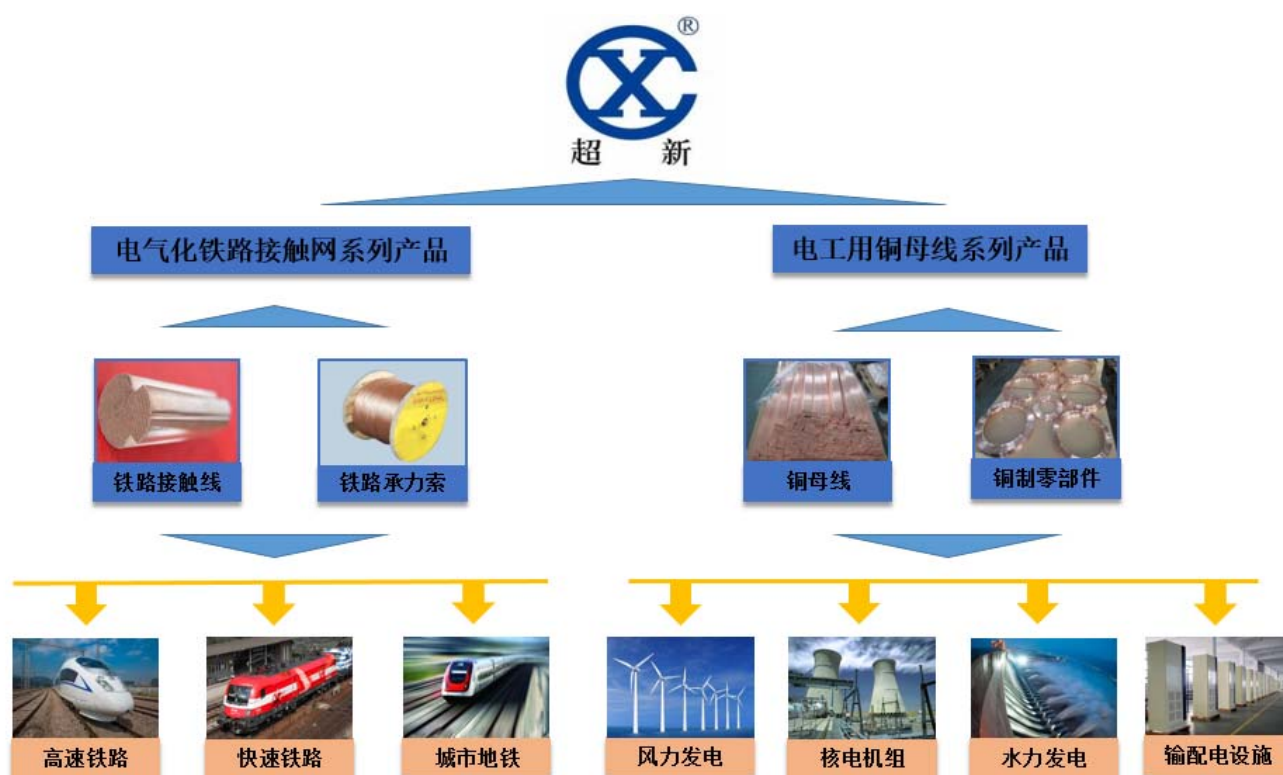 CX®
超 新
电气化铁路接触网系列产品
电工用铜母线系列产品
铁路接触线
铁路承力索
铜母线
铜制零部件
高速铁路
快速铁路
城市地铁
风力发电
核电机组
水力发电
输配电设施